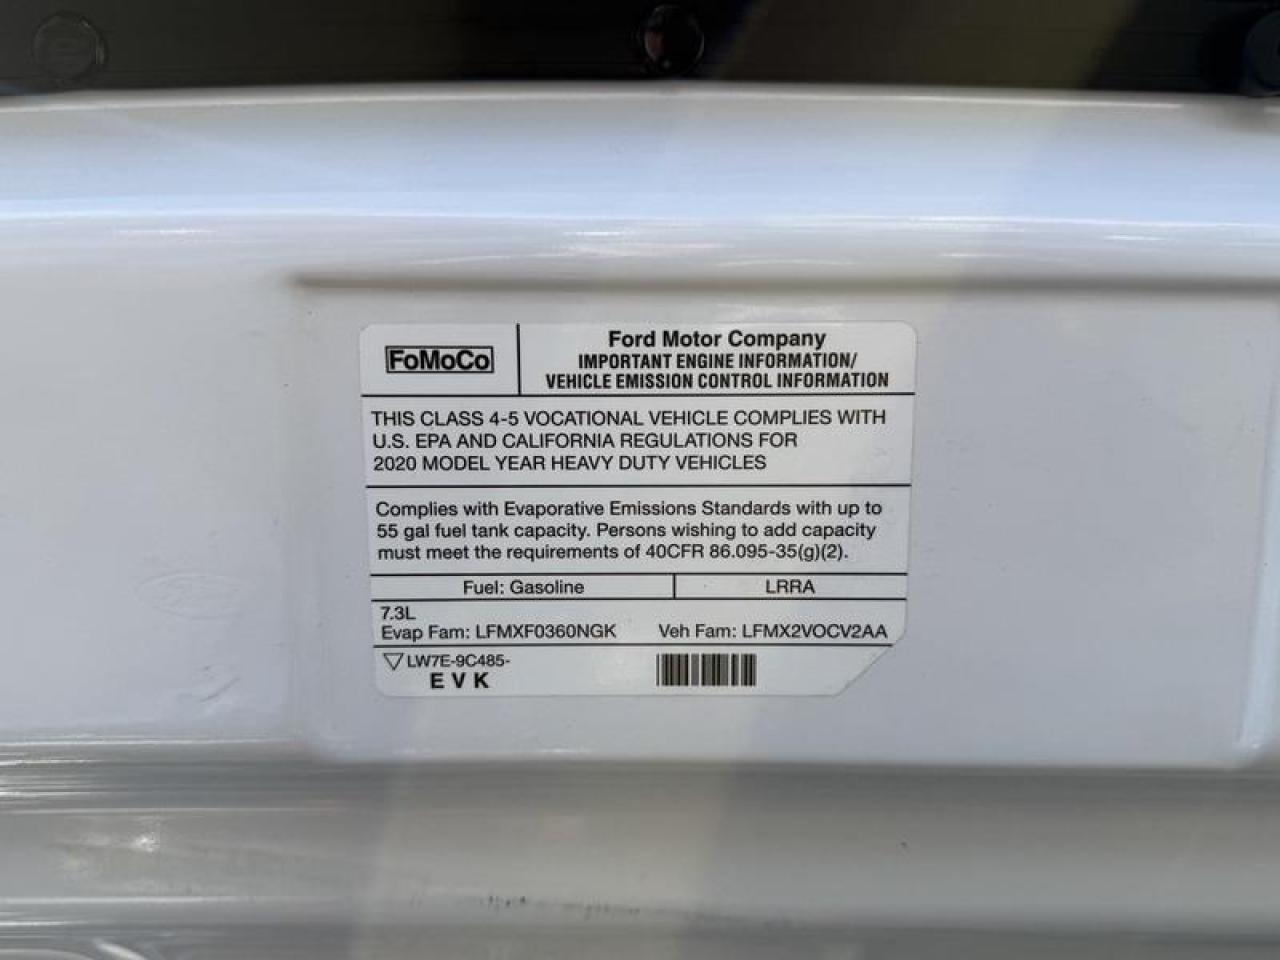 FoMoCo
Ford Motor Company
IMPORTANT ENGINE INFORMATION/
VEHICLE EMISSION CONTROL INFORMATION
THIS CLASS 4-5 VOCATIONAL VEHICLE COMPLIES WITH
U.S. EPA AND CALIFORNIA REGULATIONS FOR
2020 MODEL YEAR HEAVY DUTY VEHICLES
Complies with Evaporative Emissions Standards with up to
55 gal fuel tank capacity. Persons wishing to add capacity
must meet the requirements of 40CFR 86.095-35(g)(2).
Fuel: Gasoline LRRA
7.3L
Evap Fam: LFMXF0360NGK Veh Fam: LFMX2VOCV2AA
LW7E-9C485-
E V K